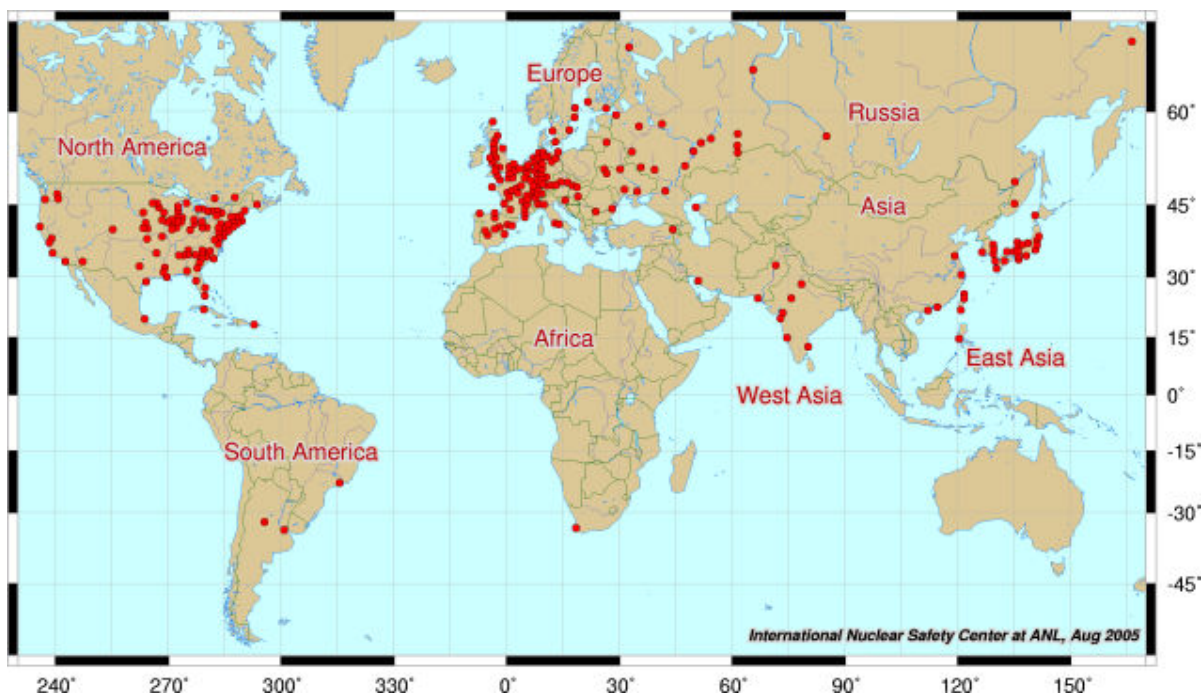 Europe
Russia
North America
Asia
Africa
East Asia
West Asia
South America
International Nuclear Safety Center at ANL, Aug 2005
60°
45°
30°
15°
0°
-15°
-30°
-45°
240° 270° 300° 330° 0° 30° 60° 90° 120° 150°